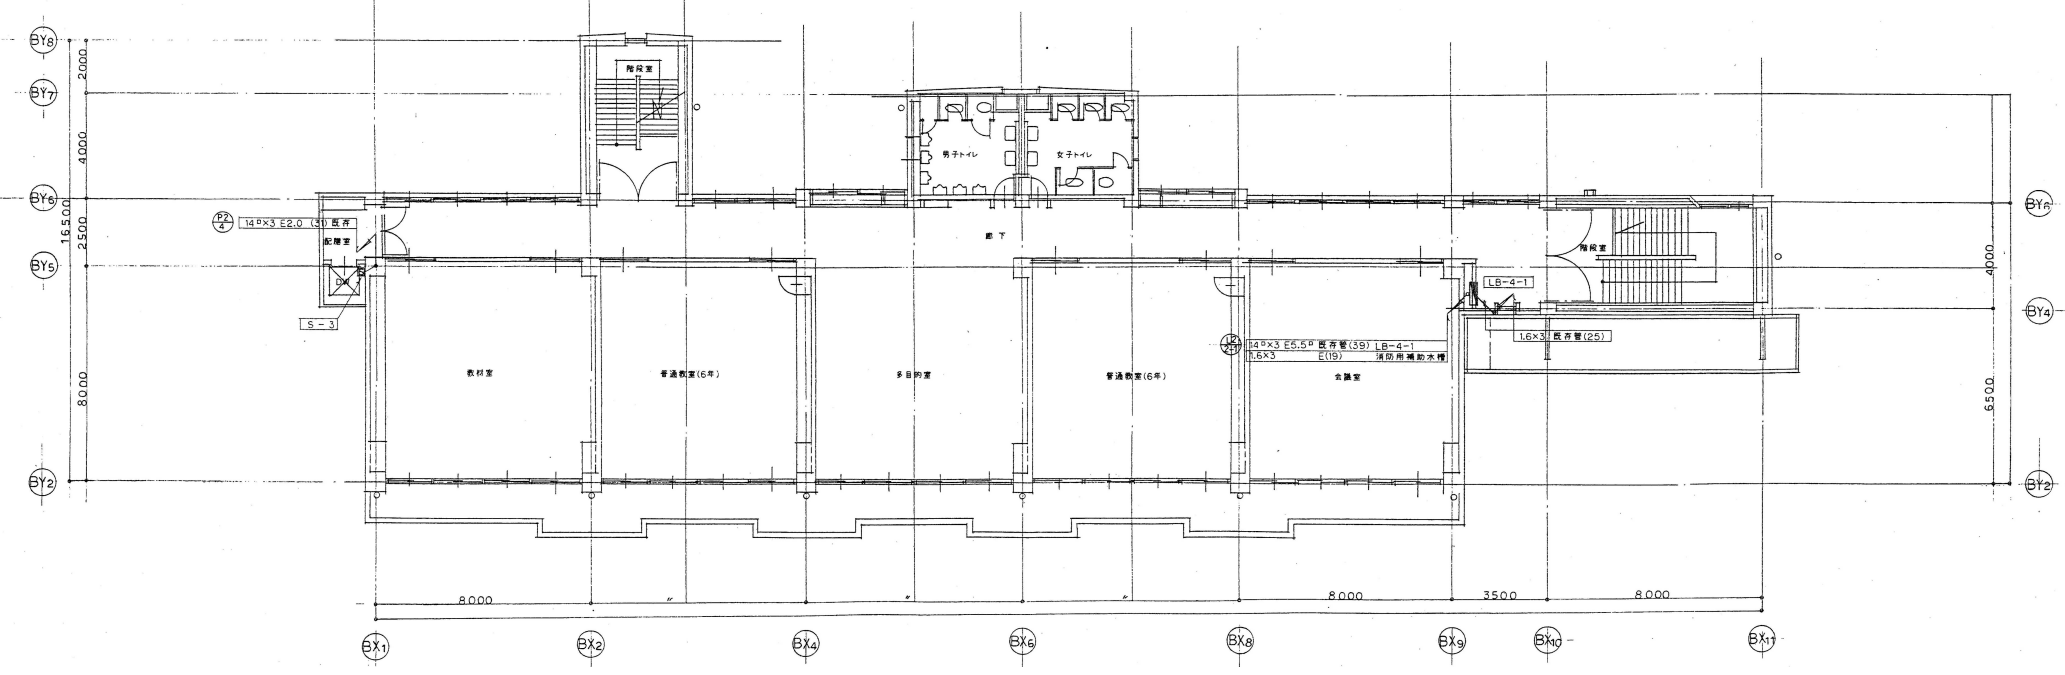 BY8
2000
BY7
4000
BY6
16500
2500
BY5
8000
BY2
階段室
男子トイレ
女子トイレ
P2
4
14□×3 E2.0 (31) 既存
配膳室
DW
S-3
廊下
階段室
BY6
4000
BY4
6500
BY2
LB-4-1
1.6×3 既存管(25)
14□×3 E5.5□ 既存管(39) LB-4-1
1.6×3 E(19) 消防用補助水槽
教材室
普通教室(6年)
多目的室
普通教室(6年)
会議室
8000
〃
〃
〃
8000
3500
8000
BX1
BX2
BX4
BX6
BX8
BX9
BX10
BX11